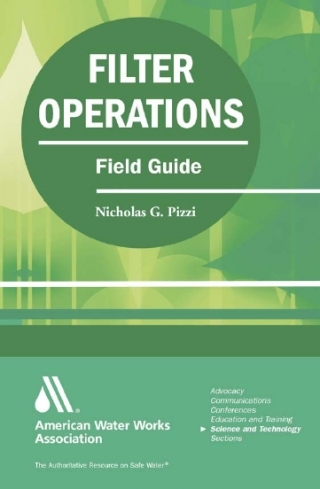 FILTER
OPERATIONS
Field Guide
Nicholas G. Pizzi
American Water Works
Association
The Authoritative Resource on Safe Water®
Advocacy
Communications
Conferences
Education and Training
▶ Science and Technology
Sections